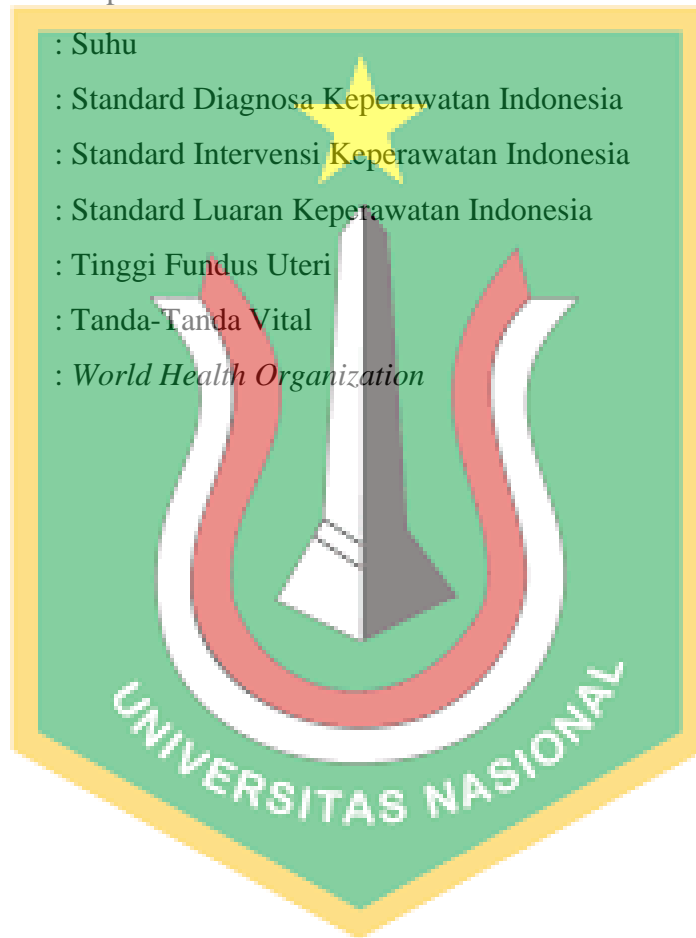 : Suhu
: Standard Diagnosa Keperawatan Indonesia
: Standard Intervensi Keperawatan Indonesia
: Standard Luaran Keperawatan Indonesia
: Tinggi Fundus Uteri
: Tanda-Tanda Vital
: World Health Organization
UNIVERSITAS NASIONAL